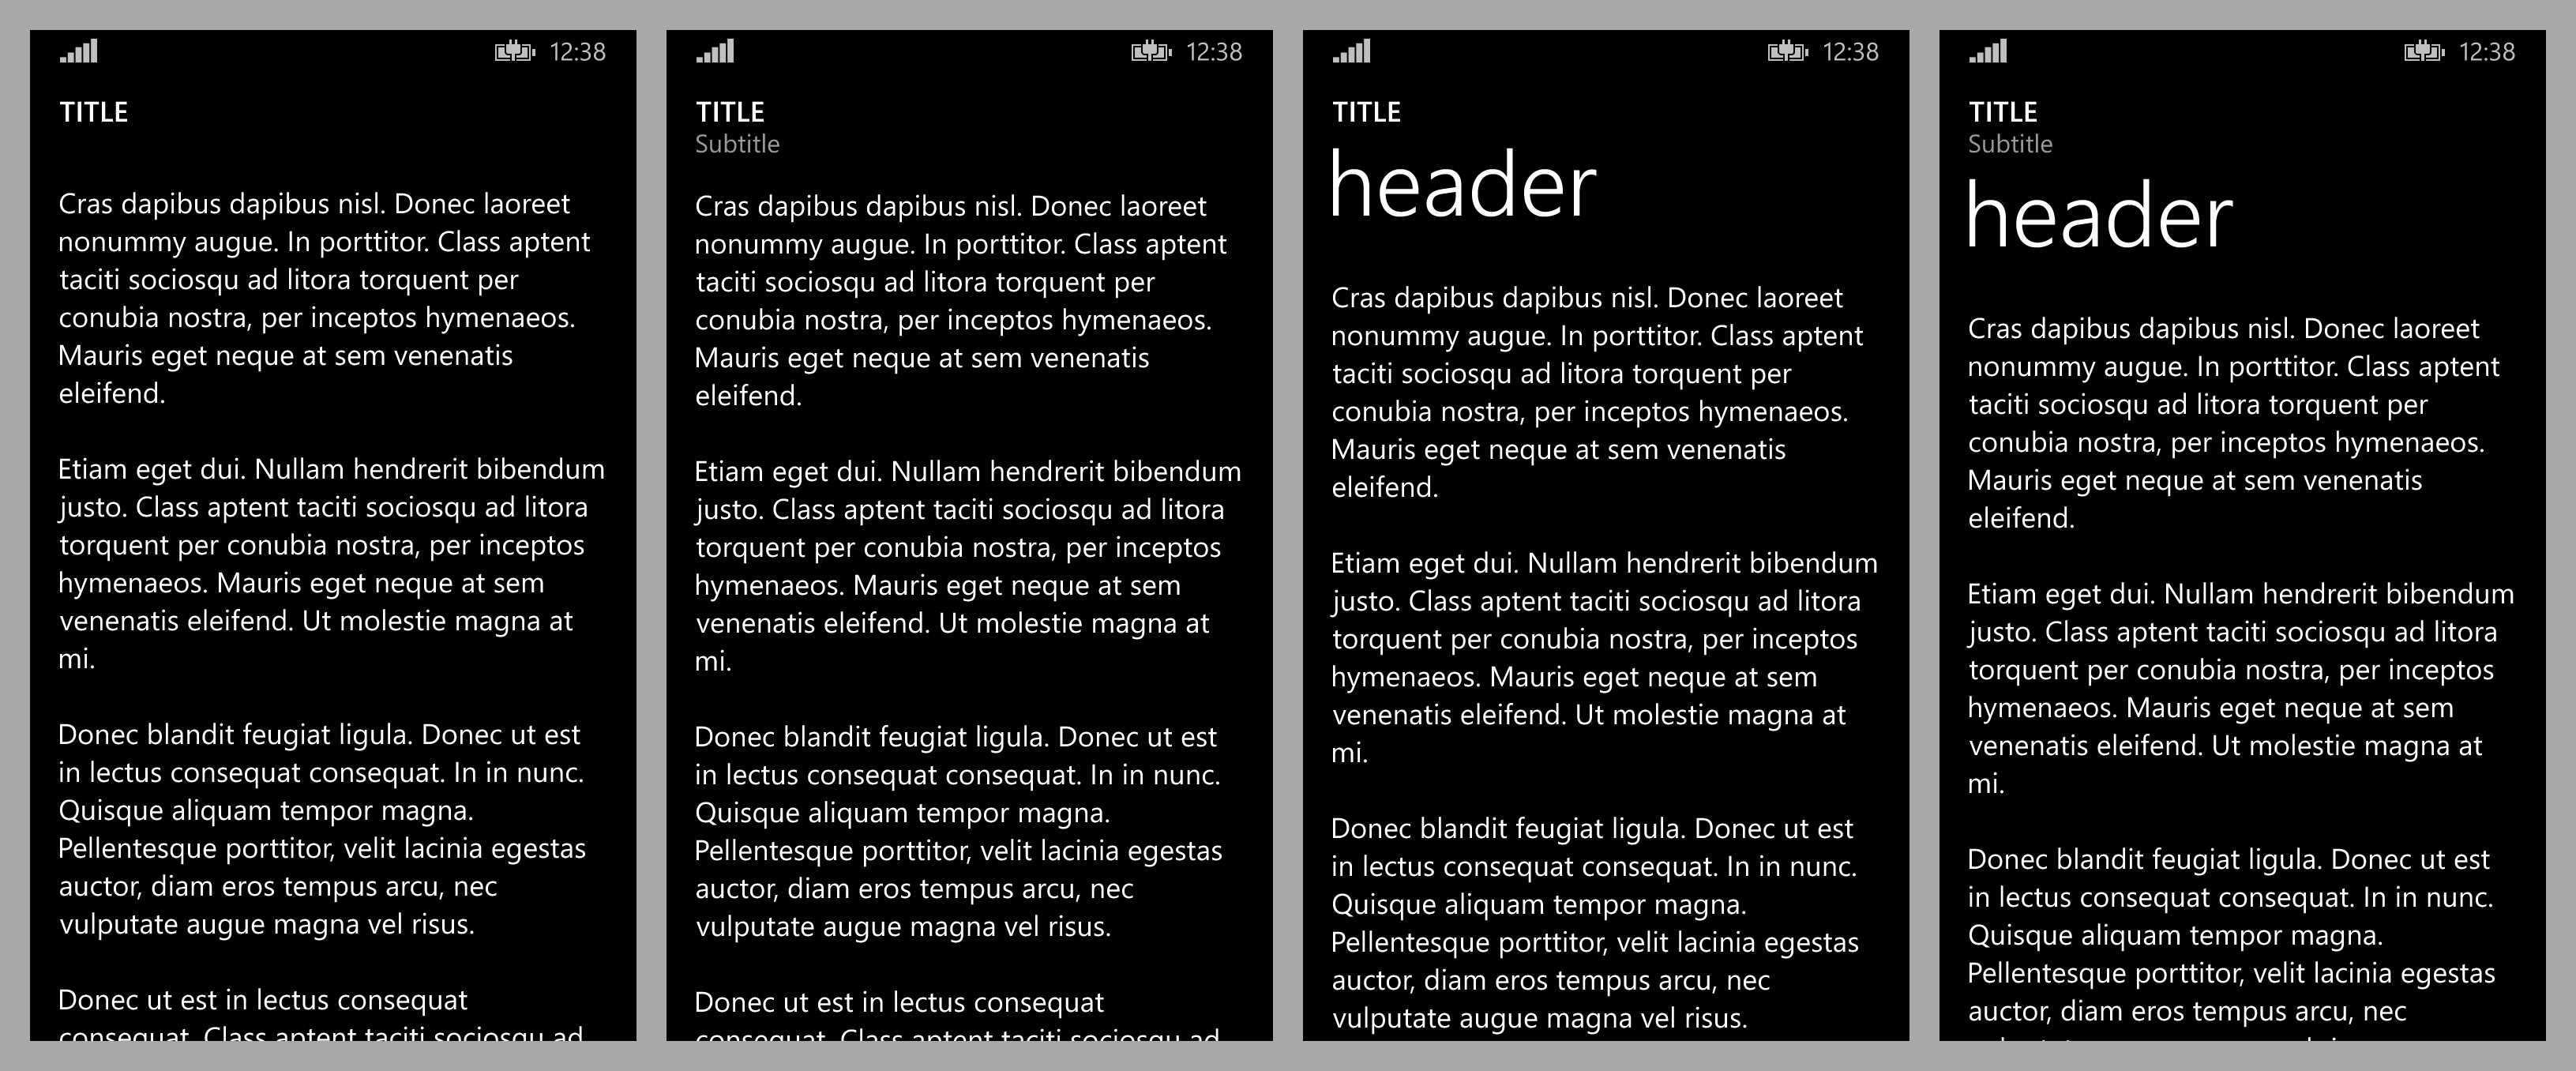 12:38
TITLE
Cras dapibus dapibus nisl. Donec laoreet
nonummy augue. In porttitor. Class aptent
taciti sociosqu ad litora torquent per
conubia nostra, per inceptos hymenaeos.
Mauris eget neque at sem venenatis
eleifend.
Etiam eget dui. Nullam hendrerit bibendum
justo. Class aptent taciti sociosqu ad litora
torquent per conubia nostra, per inceptos
hymenaeos. Mauris eget neque at sem
venenatis eleifend. Ut molestie magna at
mi.
Donec blandit feugiat ligula. Donec ut est
in lectus consequat consequat. In in nunc.
Quisque aliquam tempor magna.
Pellentesque porttitor, velit lacinia egestas
auctor, diam eros tempus arcu, nec
vulputate augue magna vel risus.
Donec ut est in lectus consequat
consequat. Class aptent taciti sociosqu ad
12:38
TITLE
Subtitle
Cras dapibus dapibus nisl. Donec laoreet
nonummy augue. In porttitor. Class aptent
taciti sociosqu ad litora torquent per
conubia nostra, per inceptos hymenaeos.
Mauris eget neque at sem venenatis
eleifend.
Etiam eget dui. Nullam hendrerit bibendum
justo. Class aptent taciti sociosqu ad litora
torquent per conubia nostra, per inceptos
hymenaeos. Mauris eget neque at sem
venenatis eleifend. Ut molestie magna at
mi.
Donec blandit feugiat ligula. Donec ut est
in lectus consequat consequat. In in nunc.
Quisque aliquam tempor magna.
Pellentesque porttitor, velit lacinia egestas
auctor, diam eros tempus arcu, nec
vulputate augue magna vel risus.
Donec ut est in lectus consequat
consequat. Class aptent taciti sociosqu ad
12:38
TITLE
header
Cras dapibus dapibus nisl. Donec laoreet
nonummy augue. In porttitor. Class aptent
taciti sociosqu ad litora torquent per
conubia nostra, per inceptos hymenaeos.
Mauris eget neque at sem venenatis
eleifend.
Etiam eget dui. Nullam hendrerit bibendum
justo. Class aptent taciti sociosqu ad litora
torquent per conubia nostra, per inceptos
hymenaeos. Mauris eget neque at sem
venenatis eleifend. Ut molestie magna at
mi.
Donec blandit feugiat ligula. Donec ut est
in lectus consequat consequat. In in nunc.
Quisque aliquam tempor magna.
Pellentesque porttitor, velit lacinia egestas
auctor, diam eros tempus arcu, nec
vulputate augue magna vel risus.
12:38
TITLE
Subtitle
header
Cras dapibus dapibus nisl. Donec laoreet
nonummy augue. In porttitor. Class aptent
taciti sociosqu ad litora torquent per
conubia nostra, per inceptos hymenaeos.
Mauris eget neque at sem venenatis
eleifend.
Etiam eget dui. Nullam hendrerit bibendum
justo. Class aptent taciti sociosqu ad litora
torquent per conubia nostra, per inceptos
hymenaeos. Mauris eget neque at sem
venenatis eleifend. Ut molestie magna at
mi.
Donec blandit feugiat ligula. Donec ut est
in lectus consequat consequat. In in nunc.
Quisque aliquam tempor magna.
Pellentesque porttitor, velit lacinia egestas
auctor, diam eros tempus arcu, nec